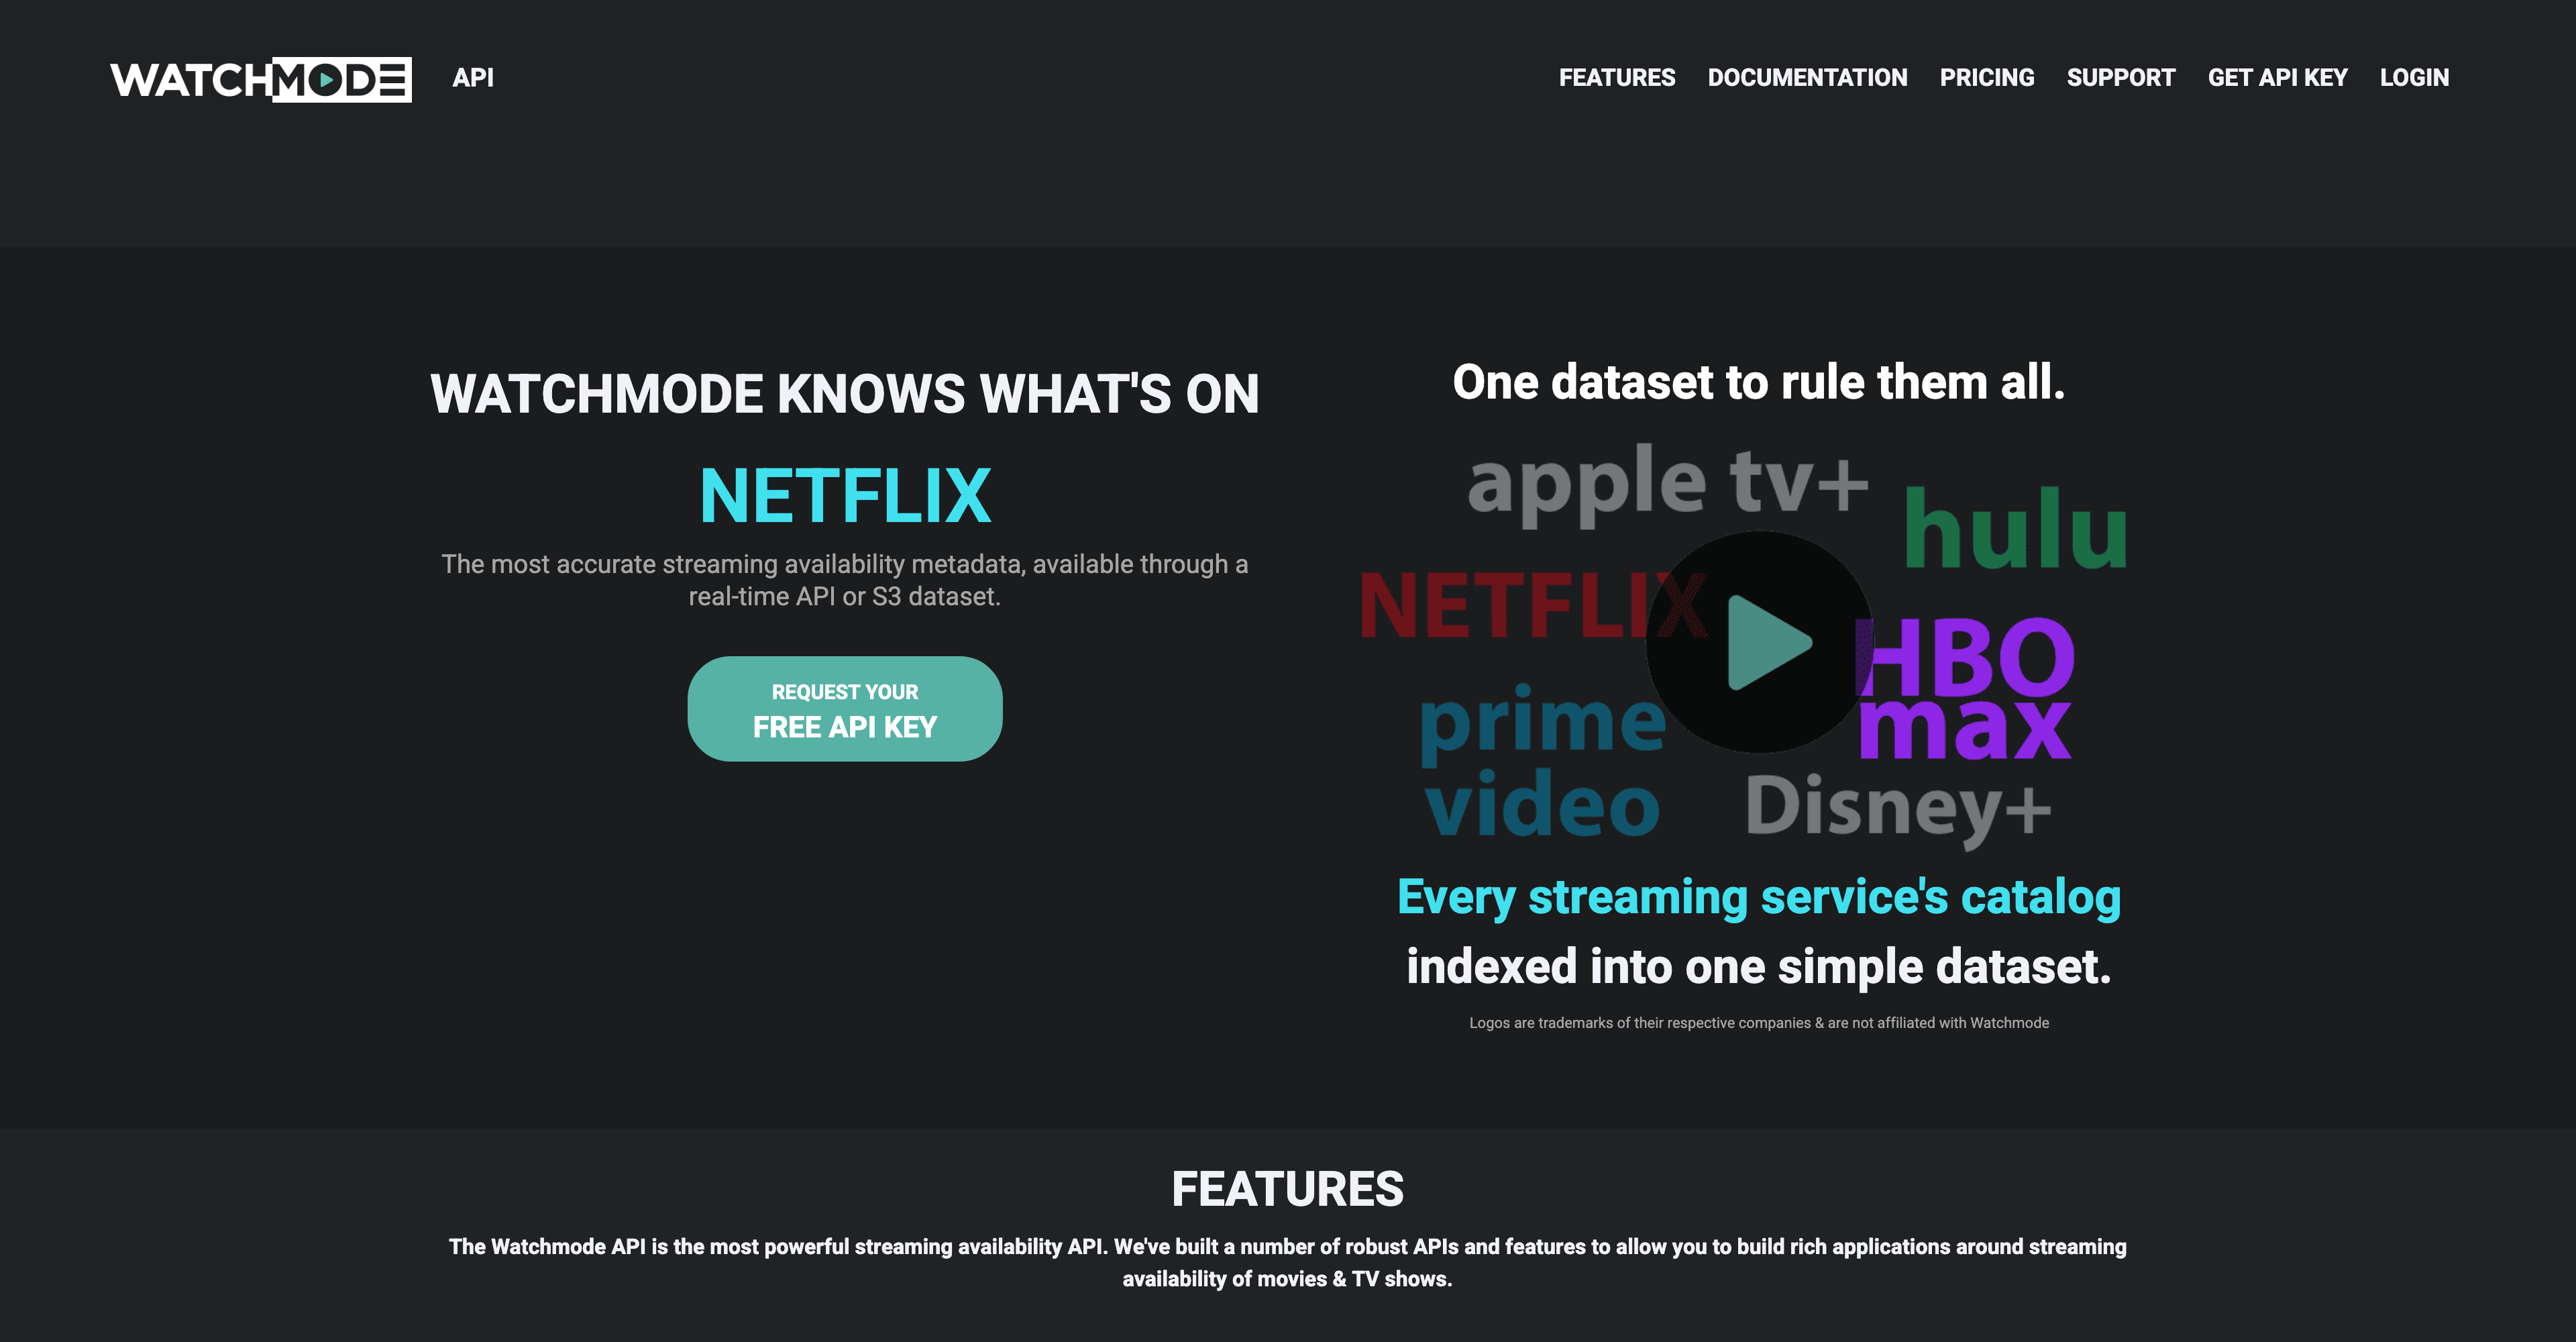 WATCHMODE API
FEATURES DOCUMENTATION PRICING SUPPORT GET API KEY LOGIN
WATCHMODE KNOWS WHAT'S ON
NETFLIX
The most accurate streaming availability metadata, available through a
real-time API or S3 dataset.
REQUEST YOUR
FREE API KEY
One dataset to rule them all.
apple tv+
hulu
NETFLIX
HBO
max
prime
video
Disney+
Every streaming service's catalog
indexed into one simple dataset.
Logos are trademarks of their respective companies & are not affiliated with Watchmode
FEATURES
The Watchmode API is the most powerful streaming availability API. We've built a number of robust APIs and features to allow you to build rich applications around streaming
availability of movies & TV shows.